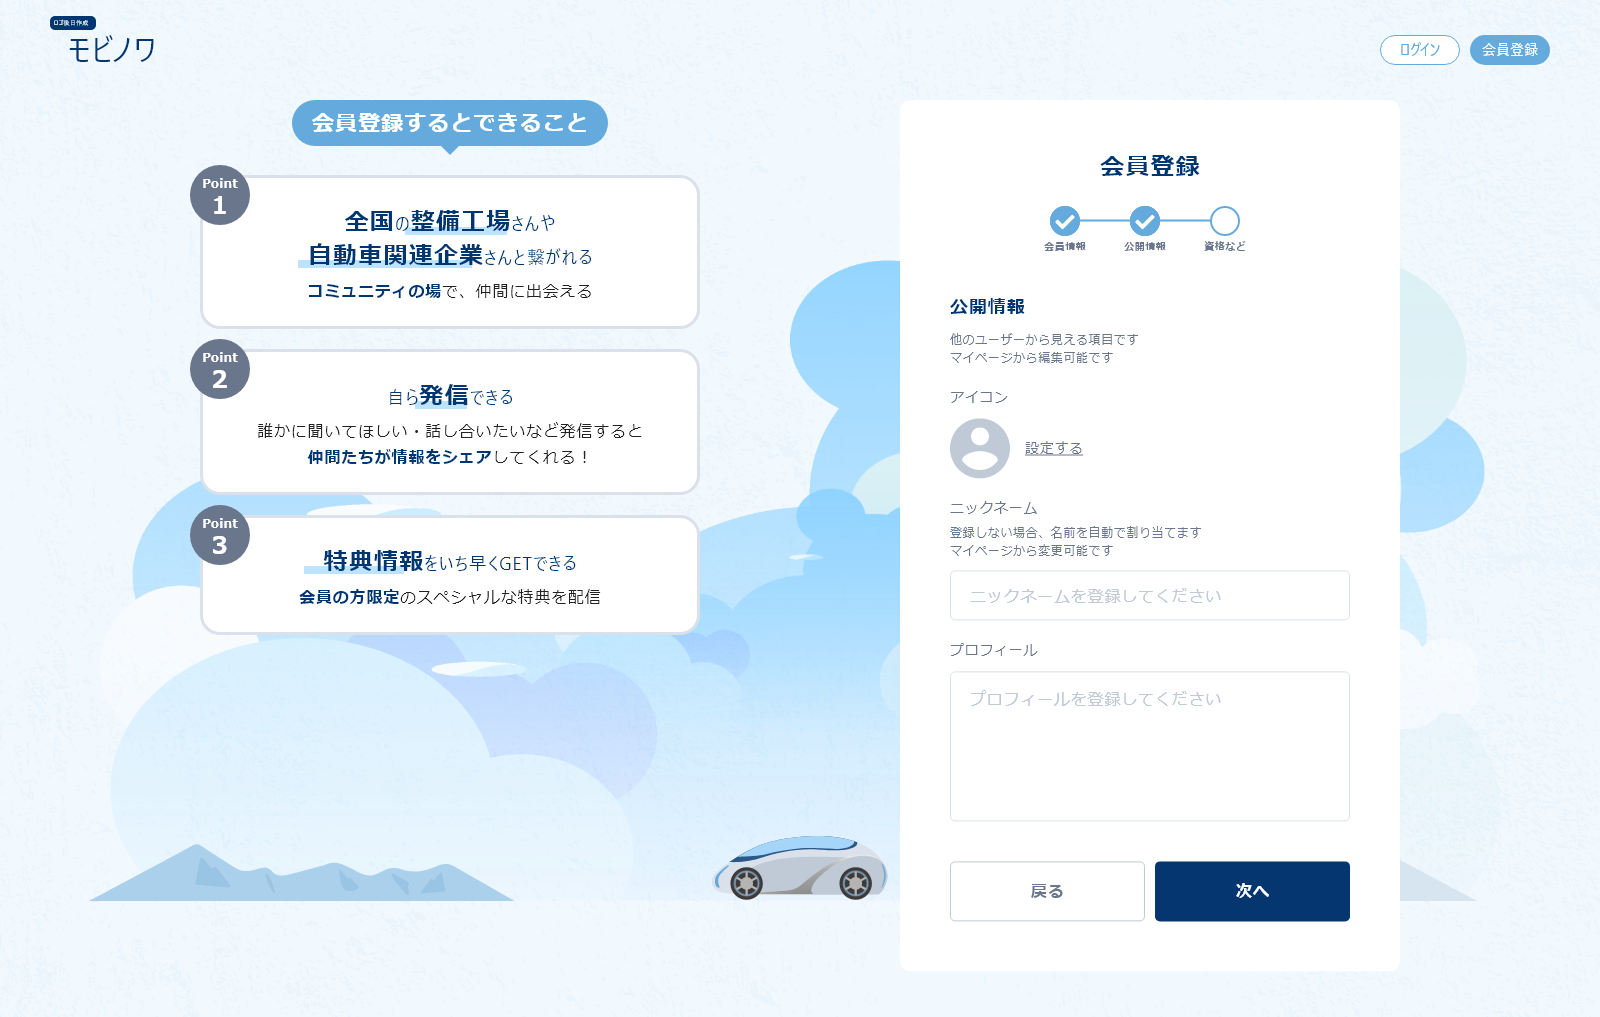 ロゴ後日作成
モビノワ
ログイン
会員登録
会員登録するとできること
Point
1
全国の整備工場さんや
自動車関連企業さんと繋がれる
コミュニティの場で、仲間に出会える
Point
2
自ら発信できる
誰かに聞いてほしい・話し合いたいなど発信すると
仲間たちが情報をシェアしてくれる！
Point
3
特典情報をいち早くGETできる
会員の方限定のスペシャルな特典を配信
会員登録
会員情報
公開情報
資格など
公開情報
他のユーザーから見える項目です
マイページから編集可能です
アイコン
設定する
ニックネーム
登録しない場合、名前を自動で割り当てます
マイページから変更可能です
ニックネームを登録してください
プロフィール
プロフィールを登録してください
戻る
次へ